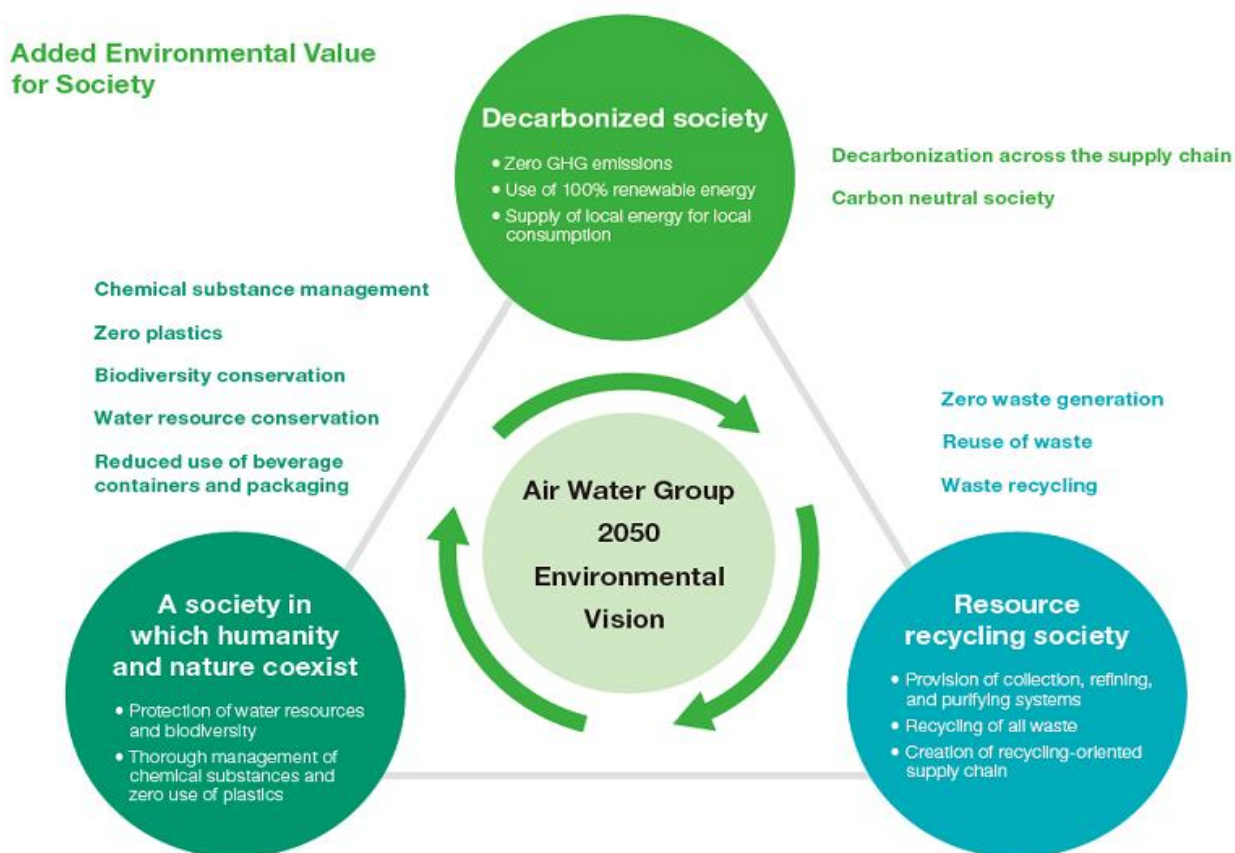 Added Environmental Value
for Society
Decarbonized society
• Zero GHG emissions
• Use of 100% renewable energy
• Supply of local energy for local
consumption
Decarbonization across the supply chain
Carbon neutral society
Chemical substance management
Zero plastics
Biodiversity conservation
Water resource conservation
Reduced use of beverage
containers and packaging
Zero waste generation
Reuse of waste
Waste recycling
Air Water Group
2050
Environmental
Vision
A society in
which humanity
and nature coexist
• Protection of water resources
and biodiversity
• Thorough management of
chemical substances and
zero use of plastics
Resource
recycling society
• Provision of collection, refining,
and purifying systems
• Recycling of all waste
• Creation of recycling-oriented
supply chain